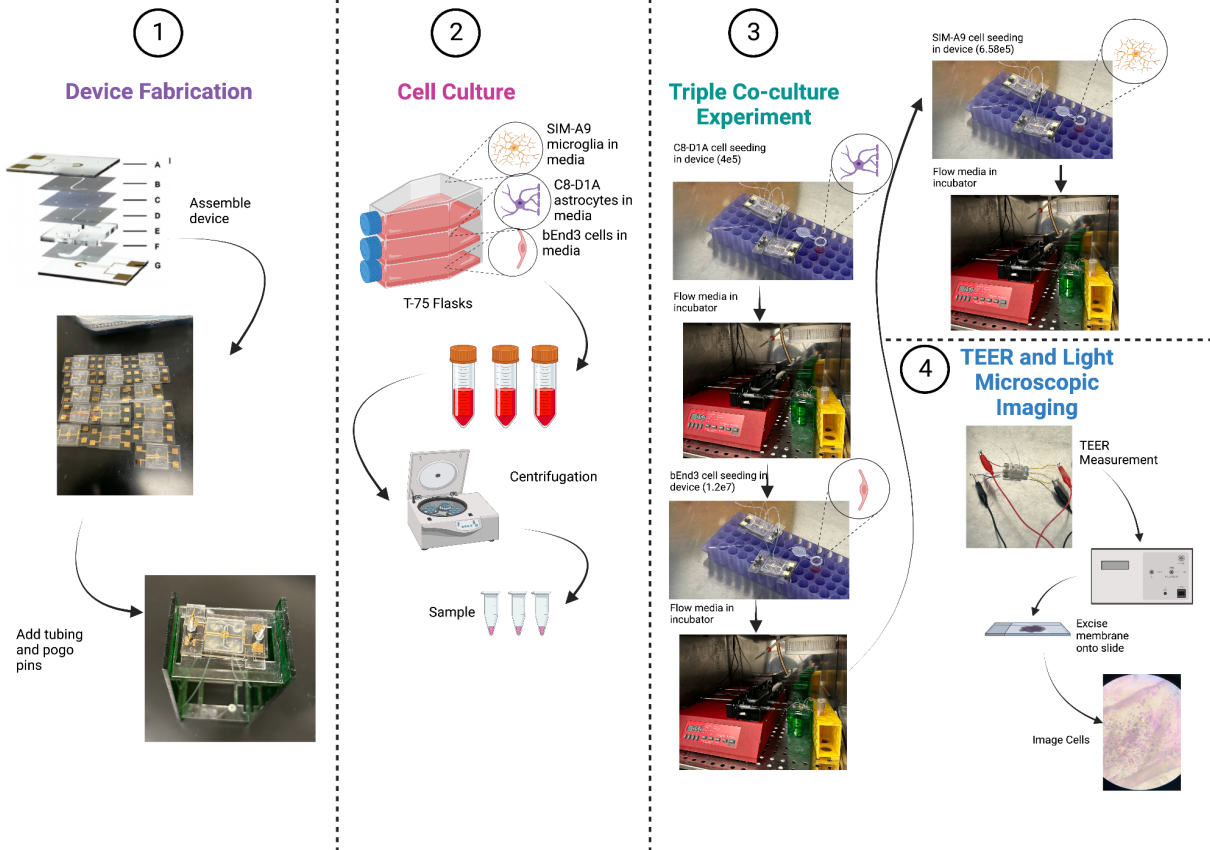 1
Device Fabrication
A
B
C
D
E
F
G
Assemble
device
Add tubing
and pogo
pins
2
Cell Culture
SIM-A9
microglia in
media
C8-D1A
astrocytes in
media
bEnd3 cells in
media
T-75 Flasks
Centrifugation
Sample
3
Triple Co-culture
Experiment
C8-D1A cell seeding
in device (4e5)
Flow media in
incubator
bEnd3 cell seeding in
device (1.2e7)
Flow media in
incubator
SIM-A9 cell seeding
in device (6.58e5)
Flow media in
incubator
4
TEER and Light
Microscopic
Imaging
TEER
Measurement
Excise
membrane
onto slide
Image Cells